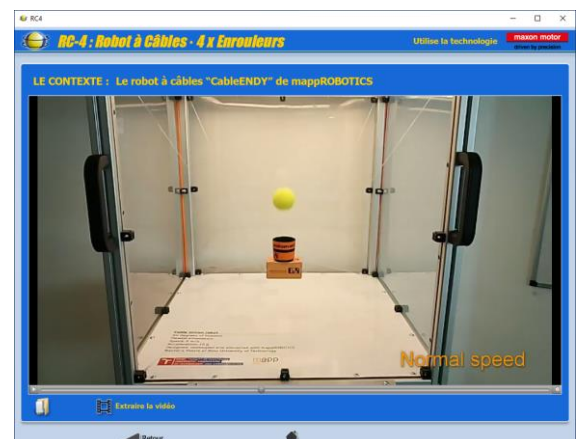 RC4
RC-4 : Robot à Câbles - 4 x Enrouleurs
Utilise la technologie
maxon motor
driven by precision
LE CONTEXTE : Le robot à câbles "CableENDY" de mappROBOTICS
Normal speed
Extraire la vidéo
Retour